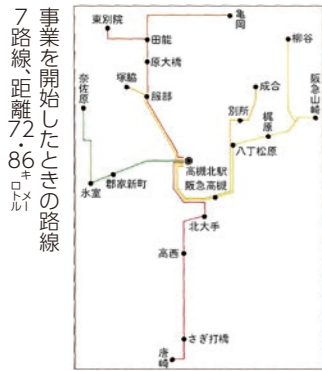 事業を開始したときの路線
7路線、距離72・86キロメートル
東別院
亀岡
田能
柳谷
原大橋
阪急山崎
奈佐原
塚脇
服部
成合
別所
梶原
八丁松原
高槻北駅
阪急高槻
郡家新町
氷室
北大手
高西
さぎ打橋
唐崎